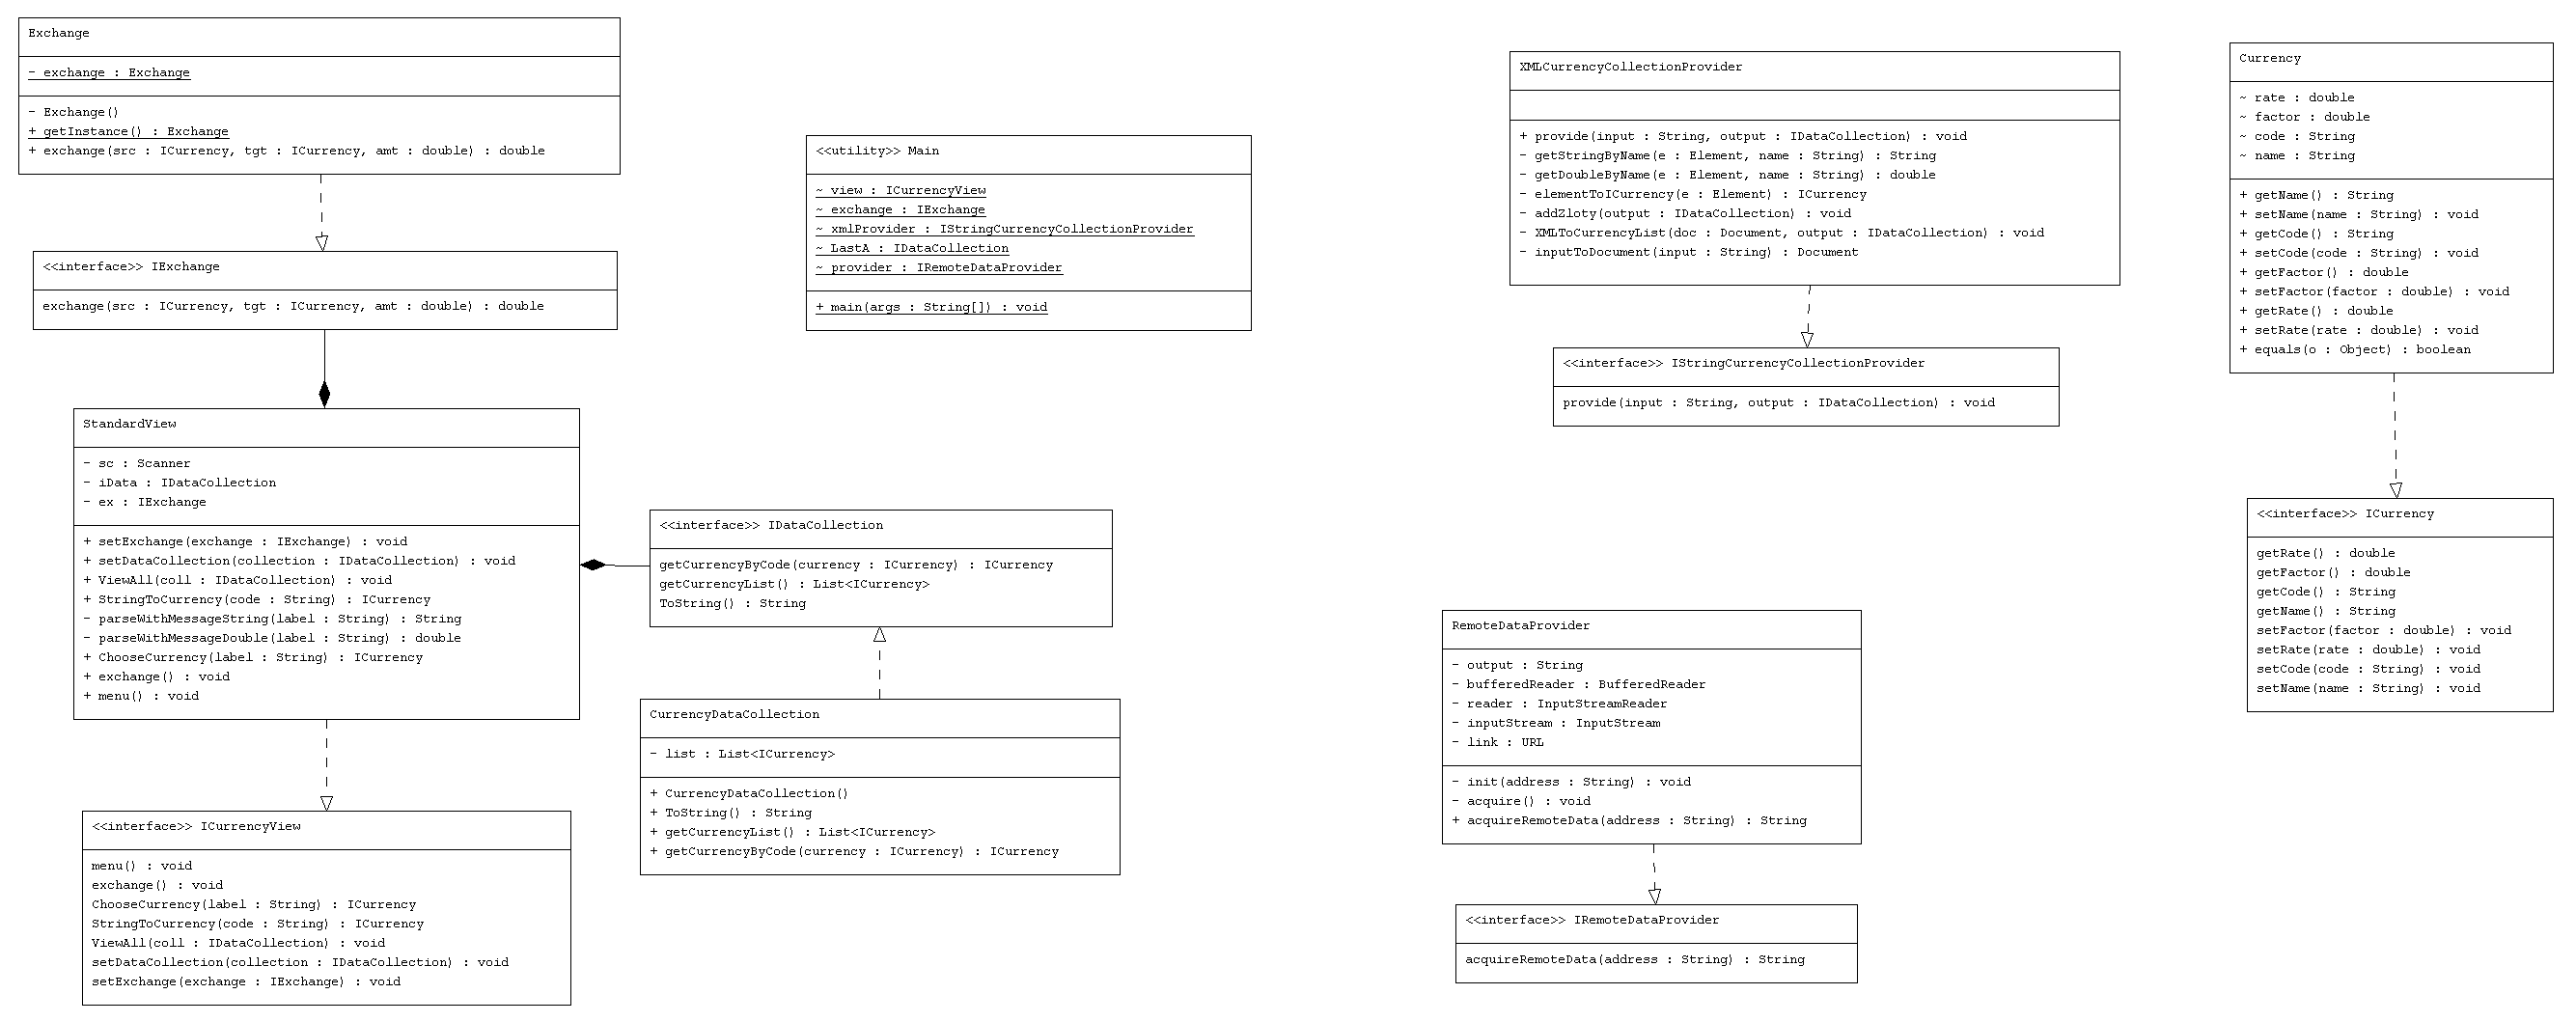 Exchange
- exchange : Exchange
- Exchange()
+ getInstance() : Exchange
+ exchange(src : ICurrency, tgt : ICurrency, amt : double) : double
<<interface>> IExchange
exchange(src : ICurrency, tgt : ICurrency, amt : double) : double
StandardView
- sc : Scanner
- iData : IDataCollection
- ex : IExchange
+ setExchange(exchange : IExchange) : void
+ setDataCollection(collection : IDataCollection) : void
+ ViewAll(coll : IDataCollection) : void
+ StringToCurrency(code : String) : ICurrency
- parseWithMessageString(label : String) : String
- parseWithMessageDouble(label : String) : double
+ ChooseCurrency(label : String) : ICurrency
+ exchange() : void
+ menu() : void
<<interface>> ICurrencyView
menu() : void
exchange() : void
ChooseCurrency(label : String) : ICurrency
StringToCurrency(code : String) : ICurrency
ViewAll(coll : IDataCollection) : void
setDataCollection(collection : IDataCollection) : void
setExchange(exchange : IExchange) : void
<<utility>> Main
~ view : ICurrencyView
~ exchange : IExchange
~ xmlProvider : IStringCurrencyCollectionProvider
~ LastA : IDataCollection
~ provider : IRemoteDataProvider
+ main(args : String[]) : void
<<interface>> IDataCollection
getCurrencyByCode(currency : ICurrency) : ICurrency
getCurrencyList() : List<ICurrency>
ToString() : String
CurrencyDataCollection
- list : List<ICurrency>
+ CurrencyDataCollection()
+ ToString() : String
+ getCurrencyList() : List<ICurrency>
+ getCurrencyByCode(currency : ICurrency) : ICurrency
XMLCurrencyCollectionProvider
+ provide(input : String, output : IDataCollection) : void
- getStringByName(e : Element, name : String) : String
- getDoubleByName(e : Element, name : String) : double
- elementToICurrency(e : Element) : ICurrency
- addZloty(output : IDataCollection) : void
- XMLToCurrencyList(doc : Document, output : IDataCollection) : void
- inputToDocument(input : String) : Document
<<interface>> IStringCurrencyCollectionProvider
provide(input : String, output : IDataCollection) : void
RemoteDataProvider
- output : String
- bufferedReader : BufferedReader
- reader : InputStreamReader
- inputStream : InputStream
- link : URL
- init(address : String) : void
- acquire() : void
+ acquireRemoteData(address : String) : String
<<interface>> IRemoteDataProvider
acquireRemoteData(address : String) : String
Currency
~ rate : double
~ factor : double
~ code : String
~ name : String
+ getName() : String
+ setName(name : String) : void
+ getCode() : String
+ setCode(code : String) : void
+ getFactor() : double
+ setFactor(factor : double) : void
+ getRate() : double
+ setRate(rate : double) : void
+ equals(o : Object) : boolean
<<interface>> ICurrency
getRate() : double
getFactor() : double
getCode() : String
getName() : String
setFactor(factor : double) : void
setRate(rate : double) : void
setCode(code : String) : void
setName(name : String) : void